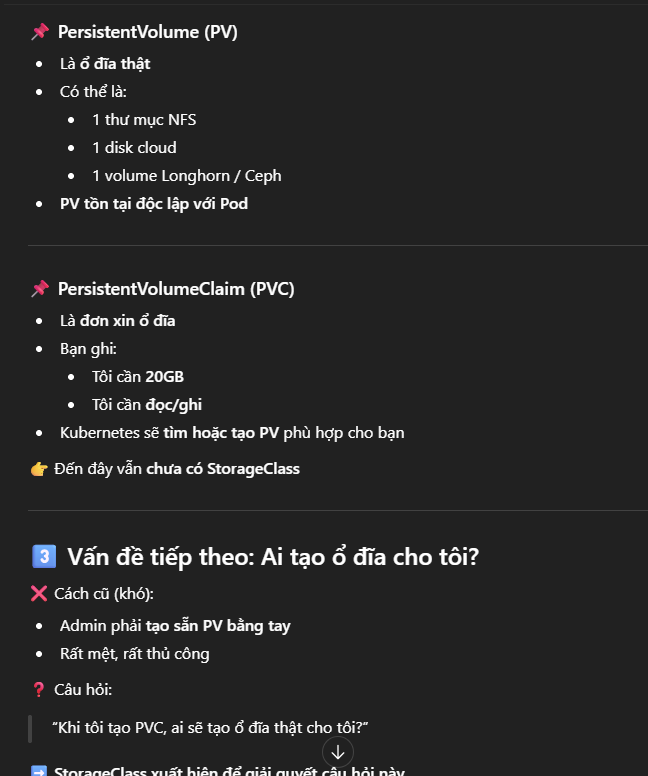 📌 PersistentVolume (PV)
• Là ổ đĩa thật
• Có thể là:
• 1 thư mục NFS
• 1 disk cloud
• 1 volume Longhorn / Ceph
• PV tồn tại độc lập với Pod
📌 PersistentVolumeClaim (PVC)
• Là đơn xin ổ đĩa
• Bạn ghi:
• Tôi cần 20GB
• Tôi cần đọc/ghi
• Kubernetes sẽ tìm hoặc tạo PV phù hợp cho bạn
👉 Đến đây vẫn chưa có StorageClass
3️⃣ Vấn đề tiếp theo: Ai tạo ổ đĩa cho tôi?
❌ Cách cũ (khó):
• Admin phải tạo sẵn PV bằng tay
• Rất mệt, rất thủ công
❓ Câu hỏi:
“Khi tôi tạo PVC, ai sẽ tạo ổ đĩa thật cho tôi?”
➡️ StorageClass xuất hiện để giải quyết câu hỏi này